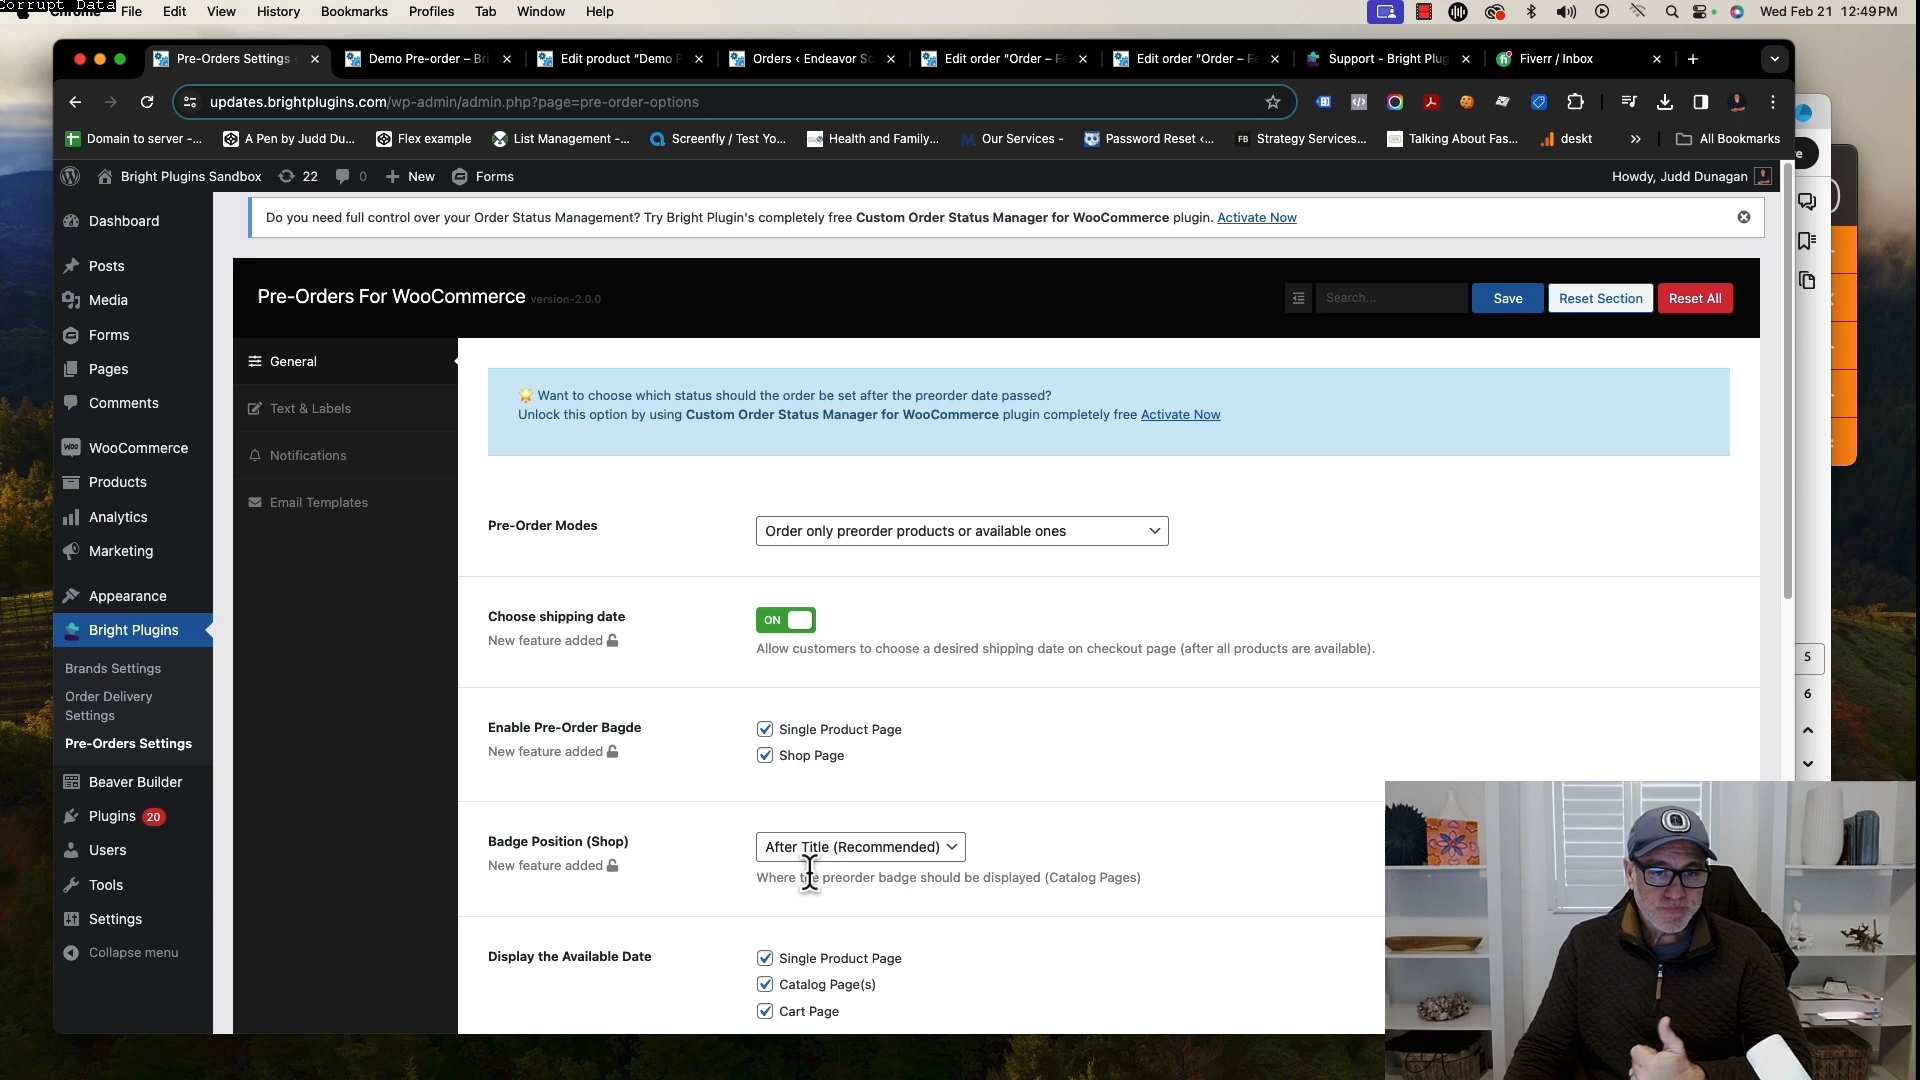 Corrupt Data
Chrome File Edit View History Bookmarks Profiles Tab Window Help
Wed Feb 21 12:49PM
Pre-Orders Settings ‹
Demo Pre-order – Bri
Edit product "Demo P
Orders ‹ Endeavor Sc
Edit order "Order – Fe
Edit order "Order – Fe
Support - Bright Plug
Fiverr / Inbox
updates.brightplugins.com/wp-admin/admin.php?page=pre-order-options
Domain to server -...
A Pen by Judd Du...
Flex example
List Management -...
Screenfly / Test Yo...
Health and Family...
Our Services -
Password Reset <...
FB Strategy Services...
Talking About Fas...
deskt
»
All Bookmarks
Bright Plugins Sandbox
22
0
+ New
Forms
Howdy, Judd Dunagan
Do you need full control over your Order Status Management? Try Bright Plugin's completely free Custom Order Status Manager for WooCommerce plugin. Activate Now
Dashboard
Posts
Media
Forms
Pages
Comments
WooCommerce
Products
Analytics
Marketing
Appearance
Bright Plugins
Brands Settings
Order Delivery
Settings
Pre-Orders Settings
Beaver Builder
Plugins 20
Users
Tools
Settings
Collapse menu
Pre-Orders For WooCommerce version-2.0.0
Search...
Save
Reset Section
Reset All
General
Text & Labels
Notifications
Email Templates
Want to choose which status should the order be set after the preorder date passed?
Unlock this option by using Custom Order Status Manager for WooCommerce plugin completely free Activate Now
Pre-Order Modes
Order only preorder products or available ones
Choose shipping date
New feature added
ON
Allow customers to choose a desired shipping date on checkout page (after all products are available).
Enable Pre-Order Bagde
New feature added
Single Product Page
Shop Page
Badge Position (Shop)
New feature added
After Title (Recommended)
Where the preorder badge should be displayed (Catalog Pages)
Display the Available Date
Single Product Page
Catalog Page(s)
Cart Page
e
5
6